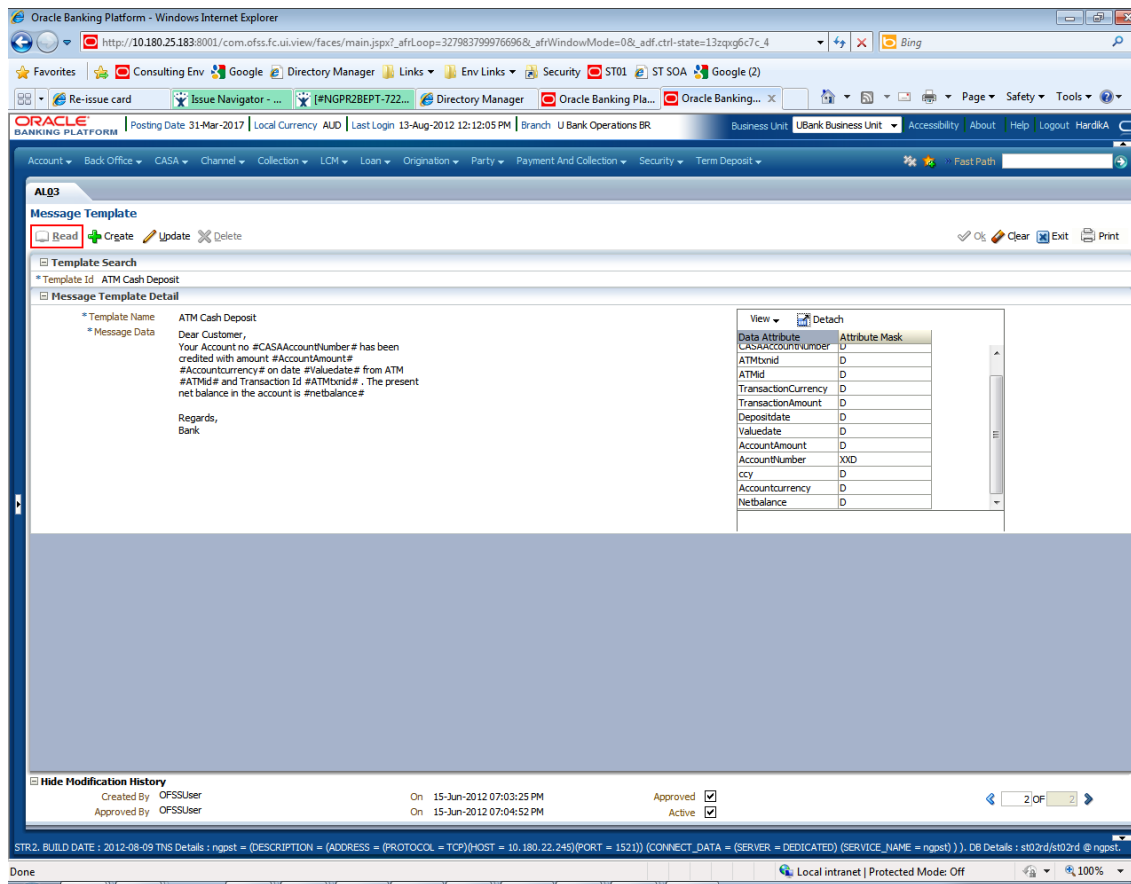 Oracle Banking Platform - Windows Internet Explorer
http://10.180.25.183:8001/com.ofss.fc.ui.view/faces/main.jspx?_afrLoop=327983799976696&_afrWindowMode=0&_adf.ctrl-state=13zqxg6c7c_4
Bing
Favorites Consulting Env Google Directory Manager Links Env Links Security ST01 ST SOA Google (2)
Re-issue card Issue Navigator - ... [#NGPR2BEPT-722... Directory Manager Oracle Banking Pla... Oracle Banking... X Page Safety Tools
ORACLE
BANKING PLATFORM
Posting Date 31-Mar-2017 Local Currency AUD Last Login 13-Aug-2012 12:12:05 PM Branch U Bank Operations BR Business Unit UBank Business Unit Accessibility About Help Logout HardikA
Account Back Office CASA Channel Collection LCM Loan Origination Party Payment And Collection Security Term Deposit Fast Path
AL03
Message Template
Read Create Update Delete Ok Clear Exit Print
Template Search
* Template Id ATM Cash Deposit
Message Template Detail
* Template Name ATM Cash Deposit
* Message Data Dear Customer,
Your Account no #CASAAccountNumber# has been
credited with amount #AccountAmount#
#Accountcurrency# on date #Valuedate# from ATM
#ATMid# and Transaction Id #ATMtxnid# . The present
net balance in the account is #netbalance#
Regards,
Bank
View Detach
Data Attribute Attribute Mask
CASAAccountNumber D
ATMtxnid D
ATMid D
TransactionCurrency D
TransactionAmount D
Depositdate D
Valuedate D
AccountAmount D
AccountNumber XXD
ccy D
Accountcurrency D
Netbalance D
Hide Modification History
Created By OFSSUser On 15-Jun-2012 07:03:25 PM Approved
Approved By OFSSUser On 15-Jun-2012 07:04:52 PM Active
2 OF 2
STR2. BUILD DATE : 2012-08-09 TNS Details : ngpst = (DESCRIPTION = (ADDRESS = (PROTOCOL = TCP)(HOST = 10.180.22.245)(PORT = 1521)) (CONNECT_DATA = (SERVER = DEDICATED) (SERVICE_NAME = ngpst) ) ). DB Details : st02rd/st02rd @ ngpst.
Done Local intranet | Protected Mode: Off 100%